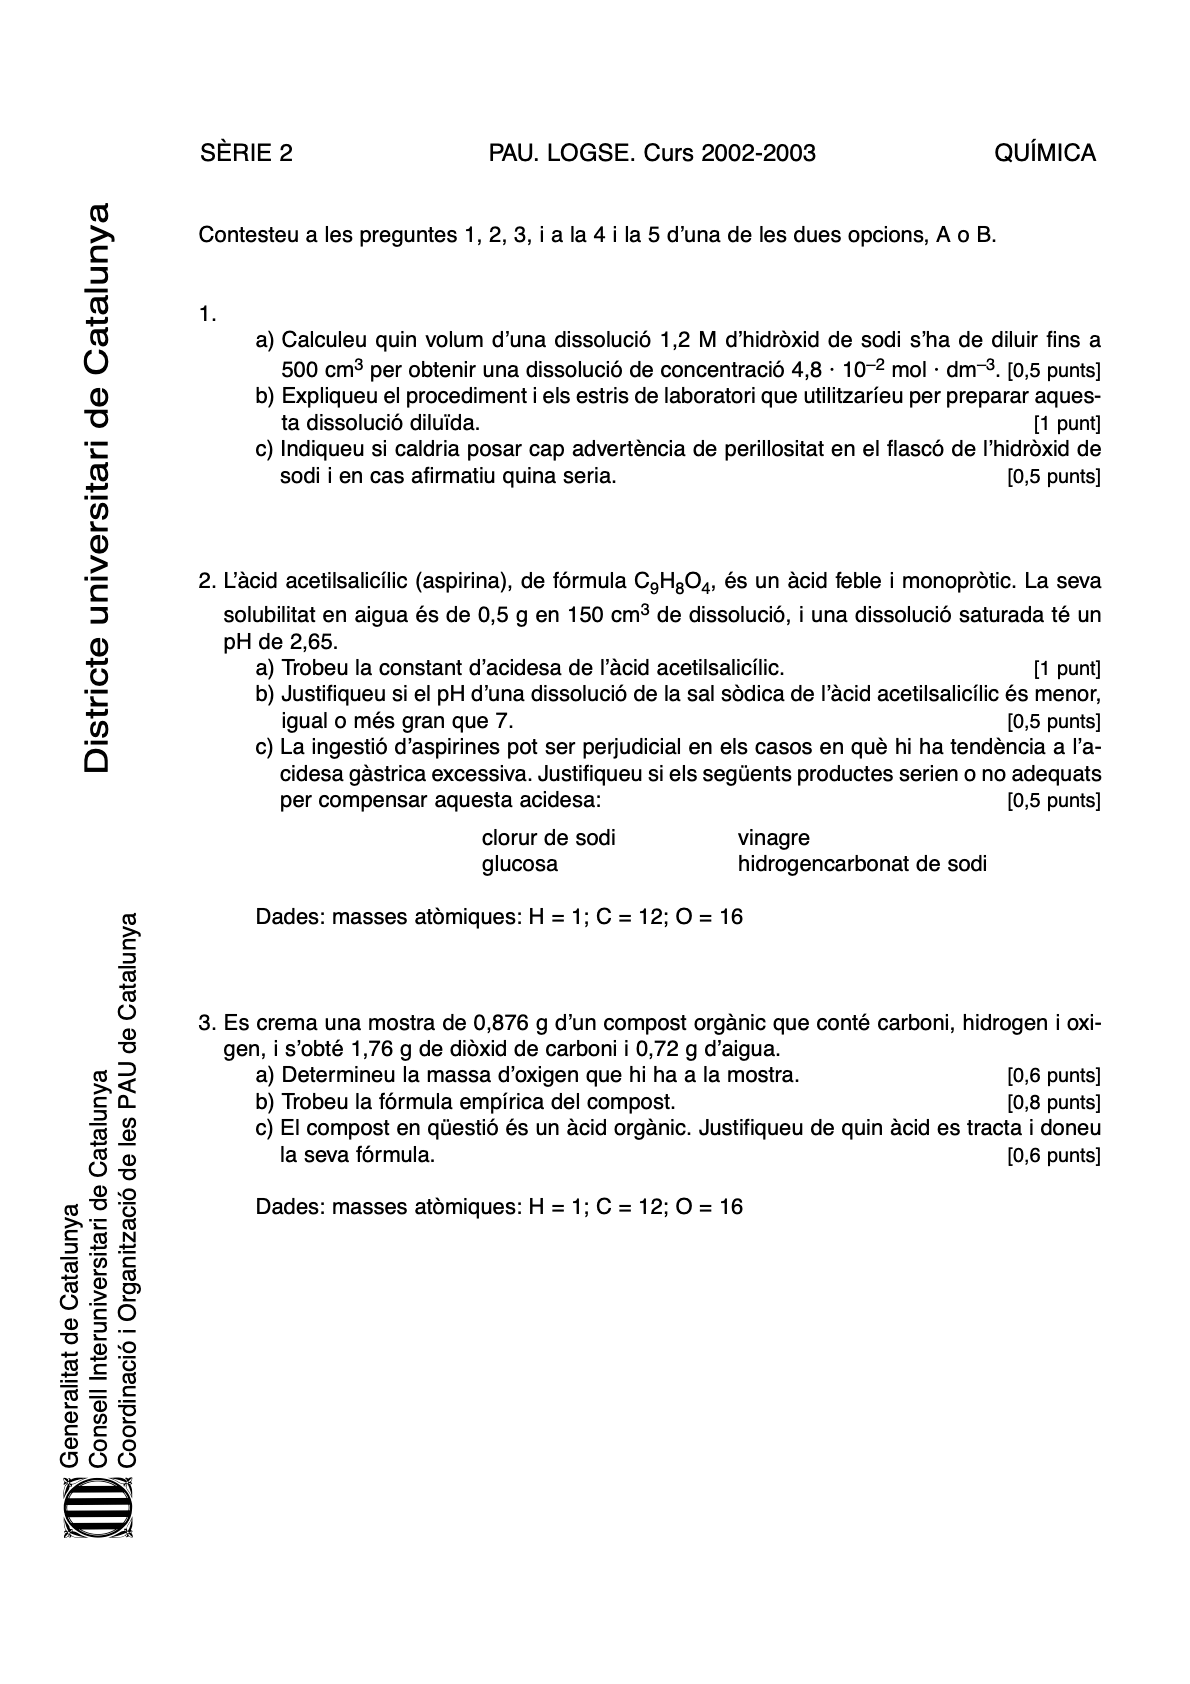 SÈRIE 2 PAU. LOGSE. Curs 2002-2003 QUÍMICA
Contesteu a les preguntes 1, 2, 3, i a la 4 i la 5 d’una de les dues opcions, A o B.
1.
a) Calculeu quin volum d’una dissolució 1,2 M d’hidròxid de sodi s’ha de diluir fins a
500 cm³ per obtenir una dissolució de concentració 4,8 · 10⁻² mol · dm⁻³. [0,5 punts]
b) Expliqueu el procediment i els estris de laboratori que utilitzaríeu per preparar aques-
ta dissolució diluïda. [1 punt]
c) Indiqueu si caldria posar cap advertència de perillositat en el flascó de l’hidròxid de
sodi i en cas afirmatiu quina seria. [0,5 punts]
2. L’àcid acetilsalicílic (aspirina), de fórmula C₉H₈O₄, és un àcid feble i monopròtic. La seva
solubilitat en aigua és de 0,5 g en 150 cm³ de dissolució, i una dissolució saturada té un
pH de 2,65.
a) Trobeu la constant d’acidesa de l’àcid acetilsalicílic. [1 punt]
b) Justifiqueu si el pH d’una dissolució de la sal sòdica de l’àcid acetilsalicílic és menor,
igual o més gran que 7. [0,5 punts]
c) La ingestió d’aspirines pot ser perjudicial en els casos en què hi ha tendència a l’a-
cidesa gàstrica excessiva. Justifiqueu si els següents productes serien o no adequats
per compensar aquesta acidesa: [0,5 punts]
clorur de sodi vinagre
glucosa hidrogencarbonat de sodi
Dades: masses atòmiques: H = 1; C = 12; O = 16
3. Es crema una mostra de 0,876 g d’un compost orgànic que conté carboni, hidrogen i oxi-
gen, i s’obté 1,76 g de diòxid de carboni i 0,72 g d’aigua.
a) Determineu la massa d’oxigen que hi ha a la mostra. [0,6 punts]
b) Trobeu la fórmula empírica del compost. [0,8 punts]
c) El compost en qüestió és un àcid orgànic. Justifiqueu de quin àcid es tracta i doneu
la seva fórmula. [0,6 punts]
Dades: masses atòmiques: H = 1; C = 12; O = 16
Districte universitari de Catalunya
Generalitat de Catalunya
Consell Interuniversitari de Catalunya
Coordinació i Organització de les PAU de Catalunya